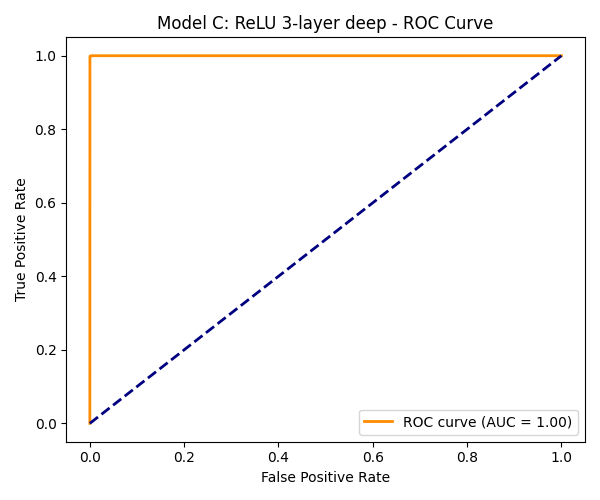 Model C: ReLU 3-layer deep - ROC Curve
1.0
0.8
0.6
0.4
0.2
0.0
True Positive Rate
ROC curve (AUC = 1.00)
0.0 0.2 0.4 0.6 0.8 1.0
False Positive Rate